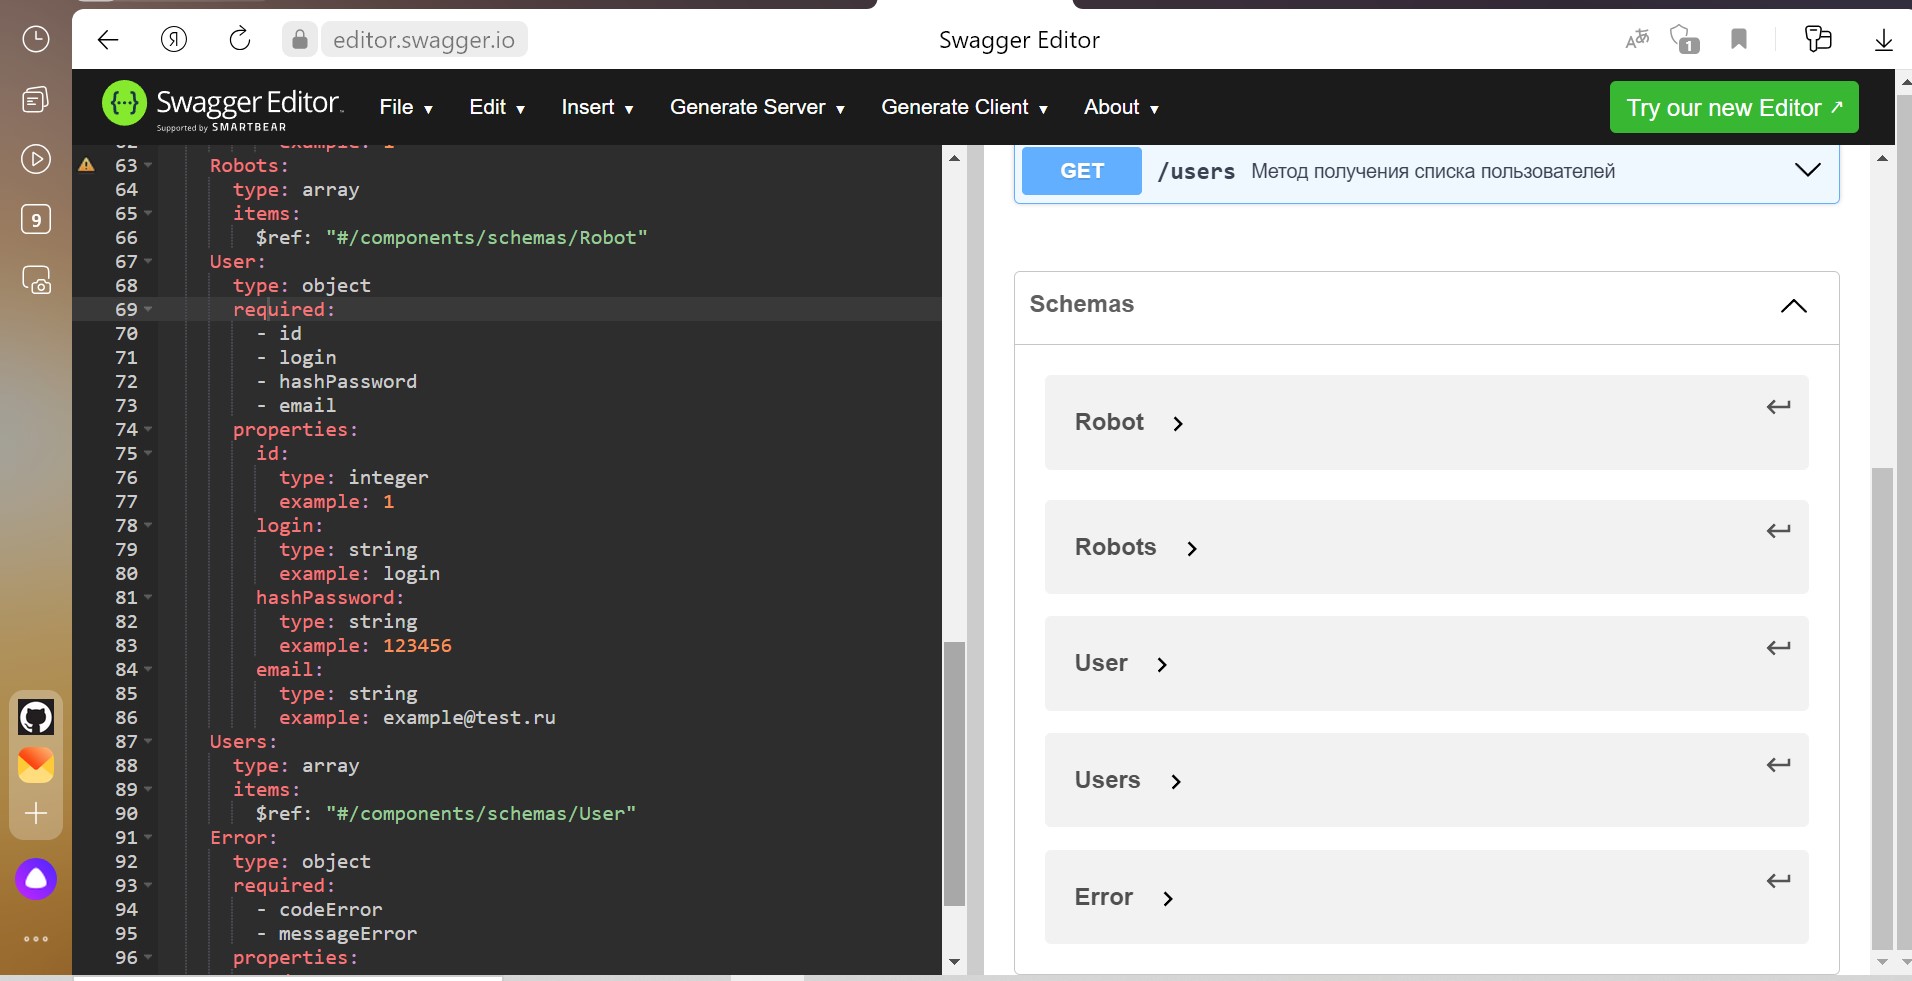 Я
editor.swagger.io
Swagger Editor
1
9
Swagger Editor
Supported by SMARTBEAR
File
Edit
Insert
Generate Server
Generate Client
About
Try our new Editor
62 example: 1
63 Robots:
64 type: array
65 items:
66 $ref: "#/components/schemas/Robot"
67 User:
68 type: object
69 required:
70 - id
71 - login
72 - hashPassword
73 - email
74 properties:
75 id:
76 type: integer
77 example: 1
78 login:
79 type: string
80 example: login
81 hashPassword:
82 type: string
83 example: 123456
84 email:
85 type: string
86 example: example@test.ru
87 Users:
88 type: array
89 items:
90 $ref: "#/components/schemas/User"
91 Error:
92 type: object
93 required:
94 - codeError
95 - messageError
96 properties:
GET /users Метод получения списка пользователей
Schemas
Robot
Robots
User
Users
Error